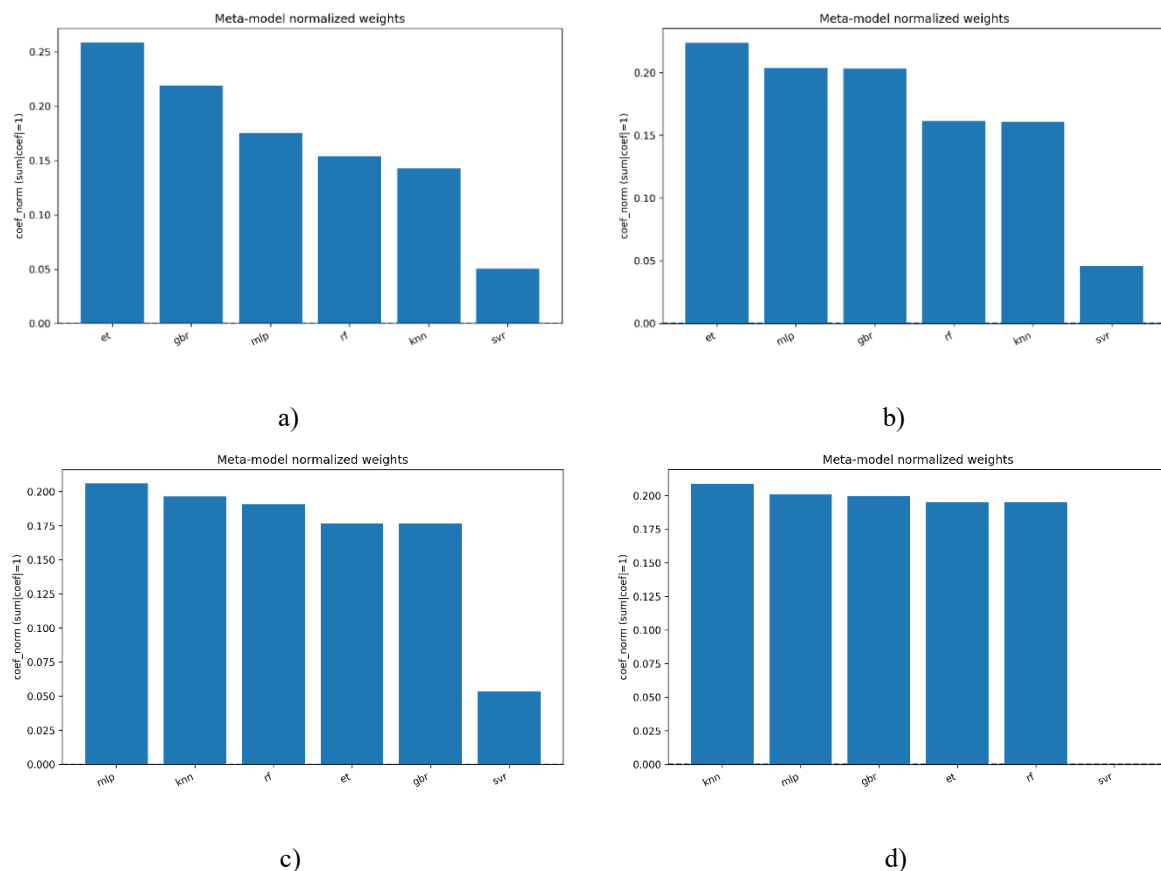 Meta-model normalized weights
coef_norm (sum|coef|=1)
0.25
0.20
0.15
0.10
0.05
0.00
et gbr mlp rf knn svr
a)
Meta-model normalized weights
coef_norm (sum|coef|=1)
0.20
0.15
0.10
0.05
0.00
et mlp gbr rf knn svr
b)
Meta-model normalized weights
coef_norm (sum|coef|=1)
0.200
0.175
0.150
0.125
0.100
0.075
0.050
0.025
0.000
mlp knn rf et gbr svr
c)
Meta-model normalized weights
coef_norm (sum|coef|=1)
0.200
0.175
0.150
0.125
0.100
0.075
0.050
0.025
0.000
knn mlp gbr et rf svr
d)